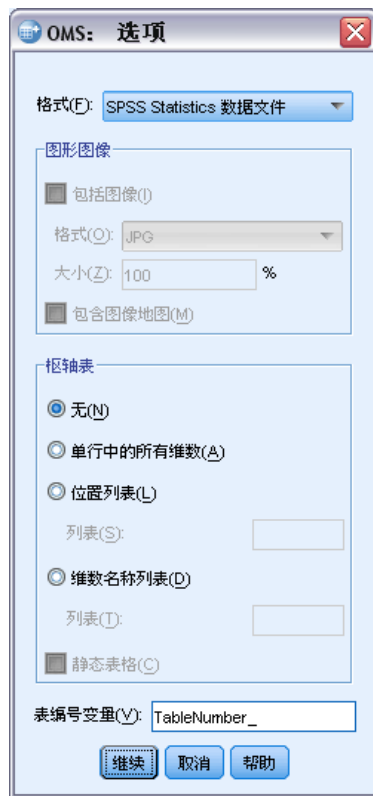 OMS: 选项
格式(F): SPSS Statistics 数据文件
图形图像
包括图像(I)
格式(O): JPG
大小(Z): 100 %
包含图像地图(M)
枢轴表
无(N)
单行中的所有维数(A)
位置列表(L)
列表(S):
维数名称列表(D)
列表(T):
静态表格(C)
表编号变量(V): TableNumber_
继续 取消 帮助